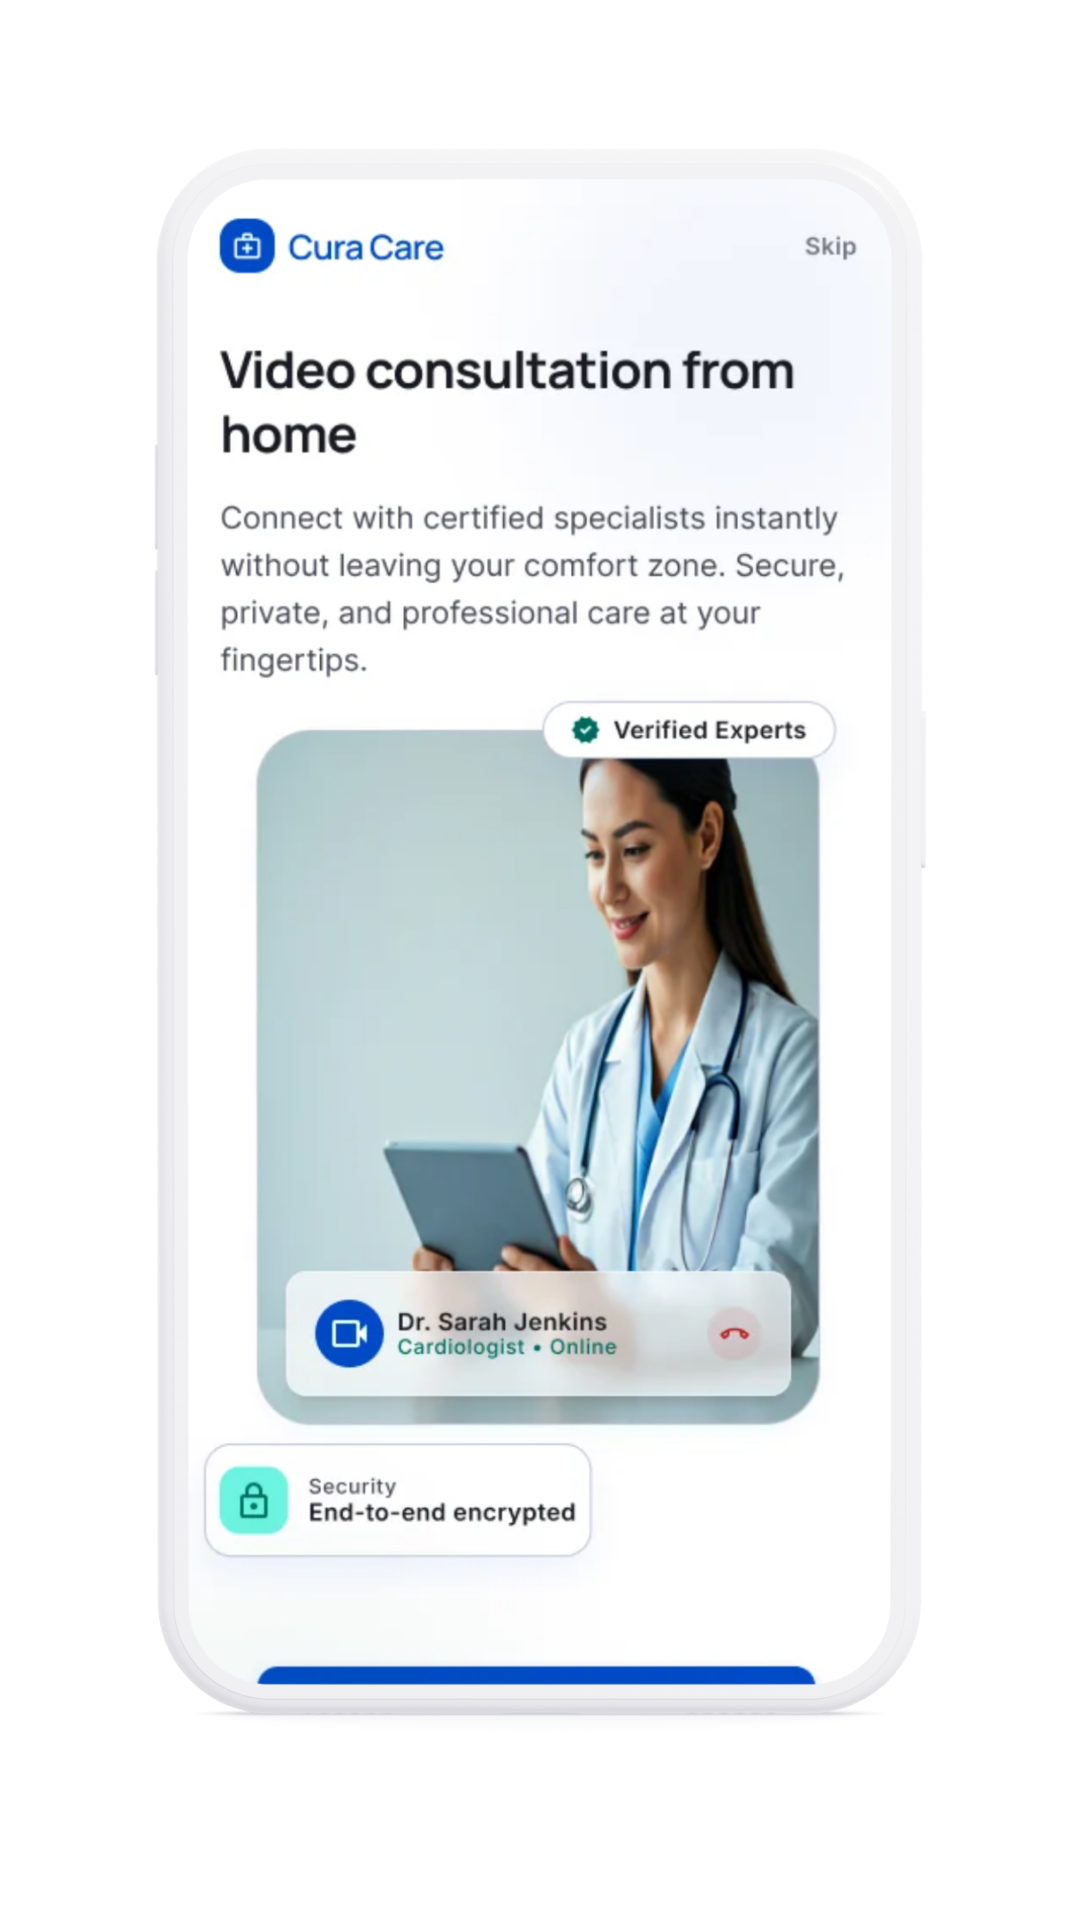 Cura Care
Skip
Video consultation from
home
Connect with certified specialists instantly
without leaving your comfort zone. Secure,
private, and professional care at your
fingertips.
Verified Experts
Dr. Sarah Jenkins
Cardiologist • Online
Security
End-to-end encrypted